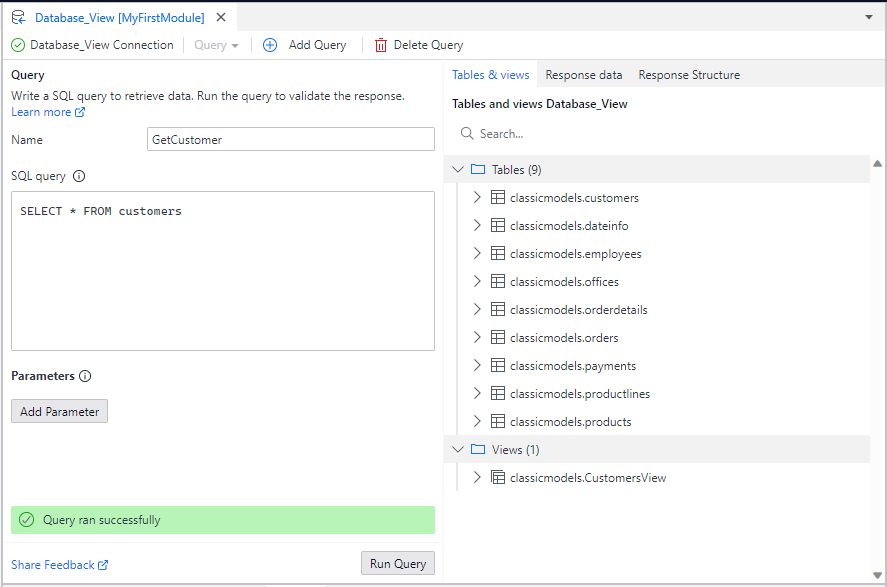 Database_View [MyFirstModule]
Database_View Connection
Query
Add Query
Delete Query
Query
Write a SQL query to retrieve data. Run the query to validate the response.
Learn more
Name
GetCustomer
SQL query
SELECT * FROM customers
Parameters
Add Parameter
Query ran successfully
Share Feedback
Run Query
Tables & views
Response data
Response Structure
Tables and views Database_View
Search...
Tables (9)
classicmodels.customers
classicmodels.dateinfo
classicmodels.employees
classicmodels.offices
classicmodels.orderdetails
classicmodels.orders
classicmodels.payments
classicmodels.productlines
classicmodels.products
Views (1)
classicmodels.CustomersView